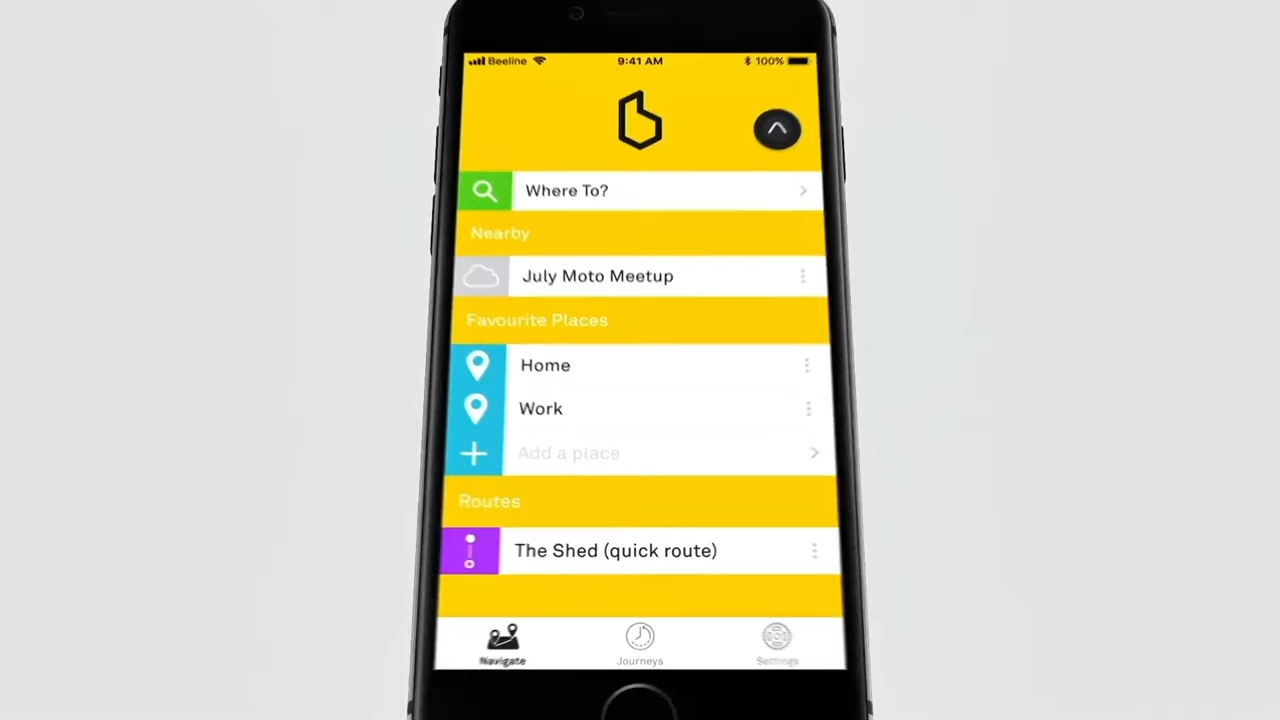 Beeline 9:41 AM 100%
Where To?
Nearby
July Moto Meetup
Favourite Places
Home
Work
Add a place
Routes
The Shed (quick route)
Navigate Journeys Settings